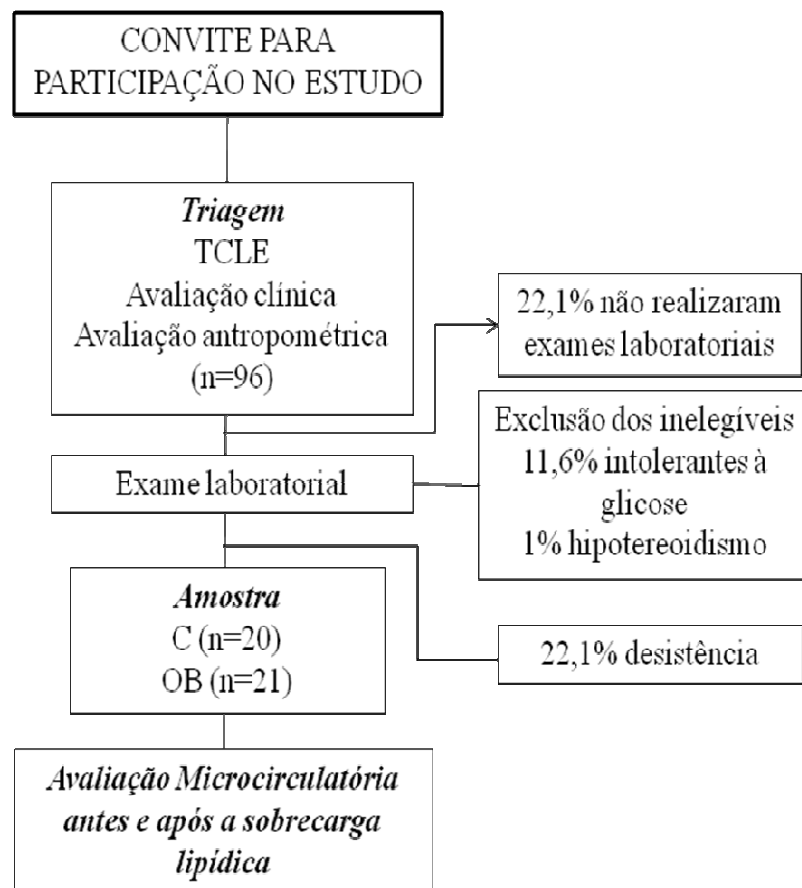 CONVITE PARA
PARTICIPAÇÃO NO ESTUDO
Triagem
TCLE
Avaliação clínica
Avaliação antropométrica
(n=96)
22,1% não realizaram
exames laboratoriais
Exame laboratorial
Exclusão dos inelegíveis
11,6% intolerantes à
glicose
1% hipotereoidismo
Amostra
C (n=20)
OB (n=21)
22,1% desistência
Avaliação Microcirculatória
antes e após a sobrecarga
lipídica